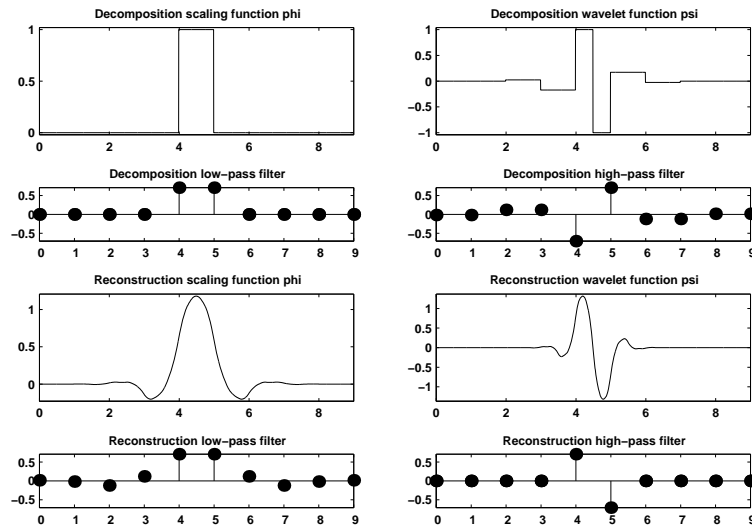 Decomposition scaling function phi
1
0.5
0
0 2 4 6 8
Decomposition wavelet function psi
1
0.5
0
−0.5
−1
0 2 4 6 8
Decomposition low−pass filter
0.5
0
−0.5
0 1 2 3 4 5 6 7 8 9
Decomposition high−pass filter
0.5
0
−0.5
0 1 2 3 4 5 6 7 8 9
Reconstruction scaling function phi
1
0.5
0
0 2 4 6 8
Reconstruction wavelet function psi
1
0.5
0
−0.5
−1
0 2 4 6 8
Reconstruction low−pass filter
0.5
0
−0.5
0 1 2 3 4 5 6 7 8 9
Reconstruction high−pass filter
0.5
0
−0.5
0 1 2 3 4 5 6 7 8 9